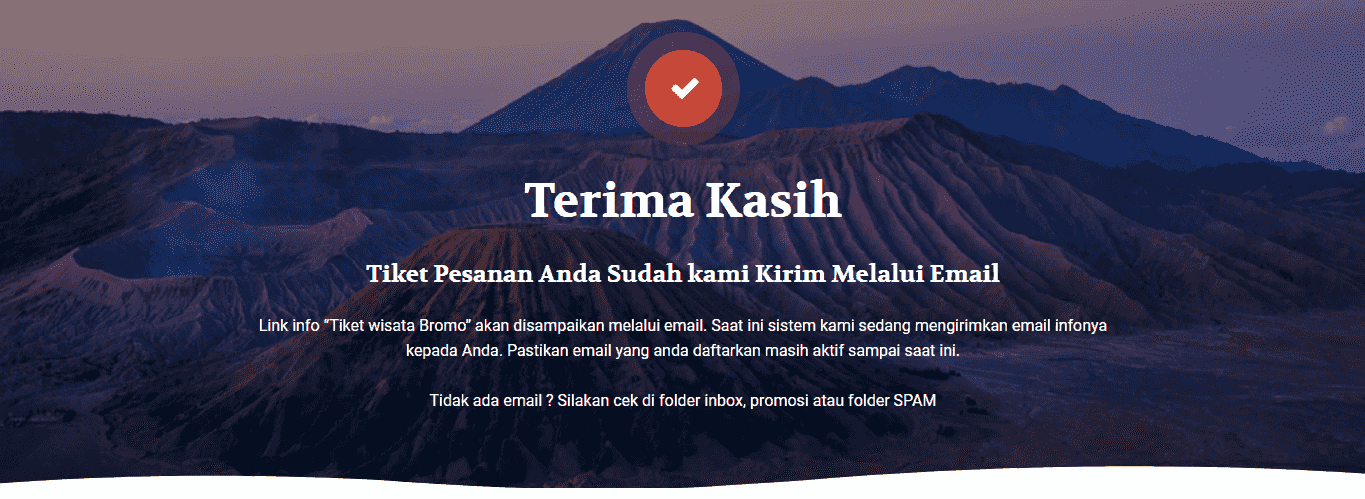 Terima Kasih
Tiket Pesanan Anda Sudah kami Kirim Melalui Email
Link info “Tiket wisata Bromo” akan disampaikan melalui email. Saat ini sistem kami sedang mengirimkan email infonya
kepada Anda. Pastikan email yang anda daftarkan masih aktif sampai saat ini.
Tidak ada email ? Silakan cek di folder inbox, promosi atau folder SPAM